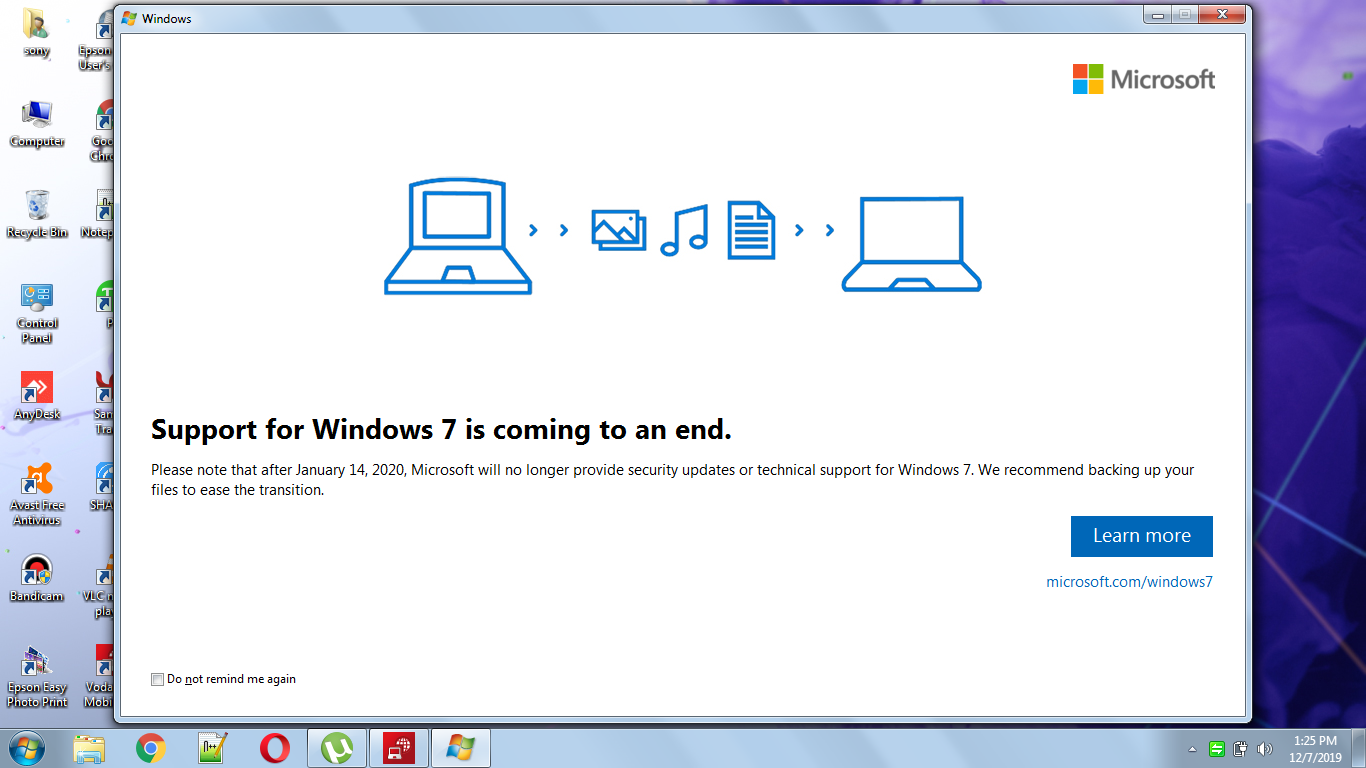 Windows
Microsoft
Support for Windows 7 is coming to an end.
Please note that after January 14, 2020, Microsoft will no longer provide security updates or technical support for Windows 7. We recommend backing up your
files to ease the transition.
Learn more
microsoft.com/windows7
Do not remind me again
sony
Epson
User's
Computer
Goo
Chro
Recycle Bin
Notep
Control
Panel
P
AnyDesk
San
Tra
Avast Free
Antivirus
SHA
Bandicam
VLC m
pla
Epson Easy
Photo Print
Voda
Mobi
1:25 PM
12/7/2019